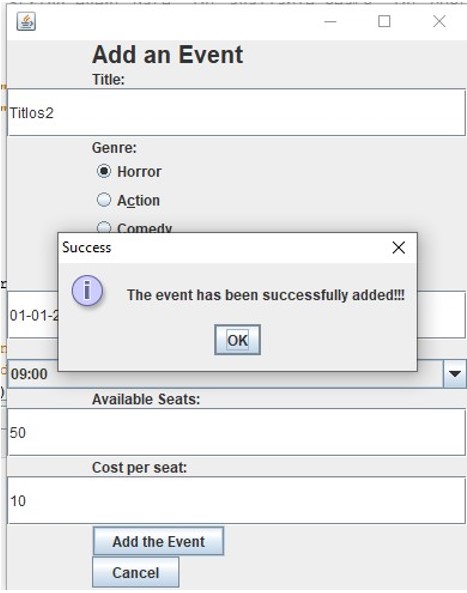 Add an Event
Title:
Titlos2
Genre:
Horror
Action
Comedy
Success
The event has been successfully added!!!
OK
01-01-2
09:00
Available Seats:
50
Cost per seat:
10
Add the Event
Cancel